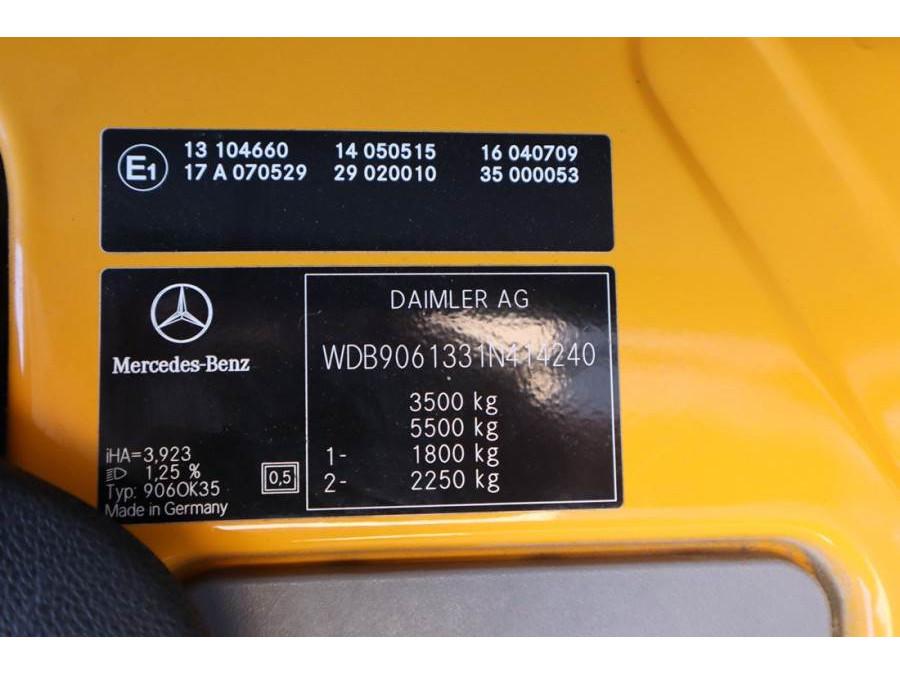 E1
13 104660 14 050515 16 040709
17 A 070529 29 020010 35 000053
DAIMLER AG
Mercedes-Benz
WDB9061331N414240
3500 kg
5500 kg
1- 1800 kg
2- 2250 kg
iHA=3,923
1,25 %
Typ: 906OK35
0,5
Made in Germany